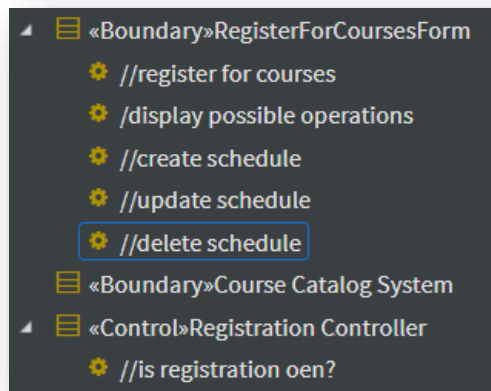 «Boundary»RegisterForCoursesForm
//register for courses
/display possible operations
//create schedule
//update schedule
//delete schedule
«Boundary»Course Catalog System
«Control»Registration Controller
//is registration oen?